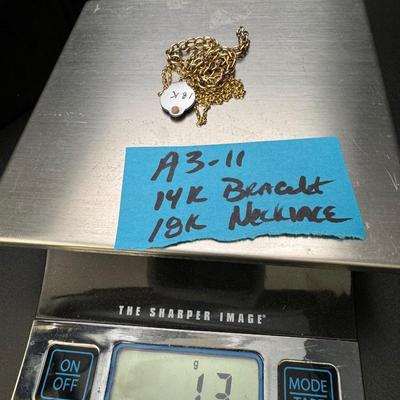 18K
A3-11
14K Bracelet
18K Necklace
THE SHARPER IMAGE®
g
ON
OFF
13
MODE